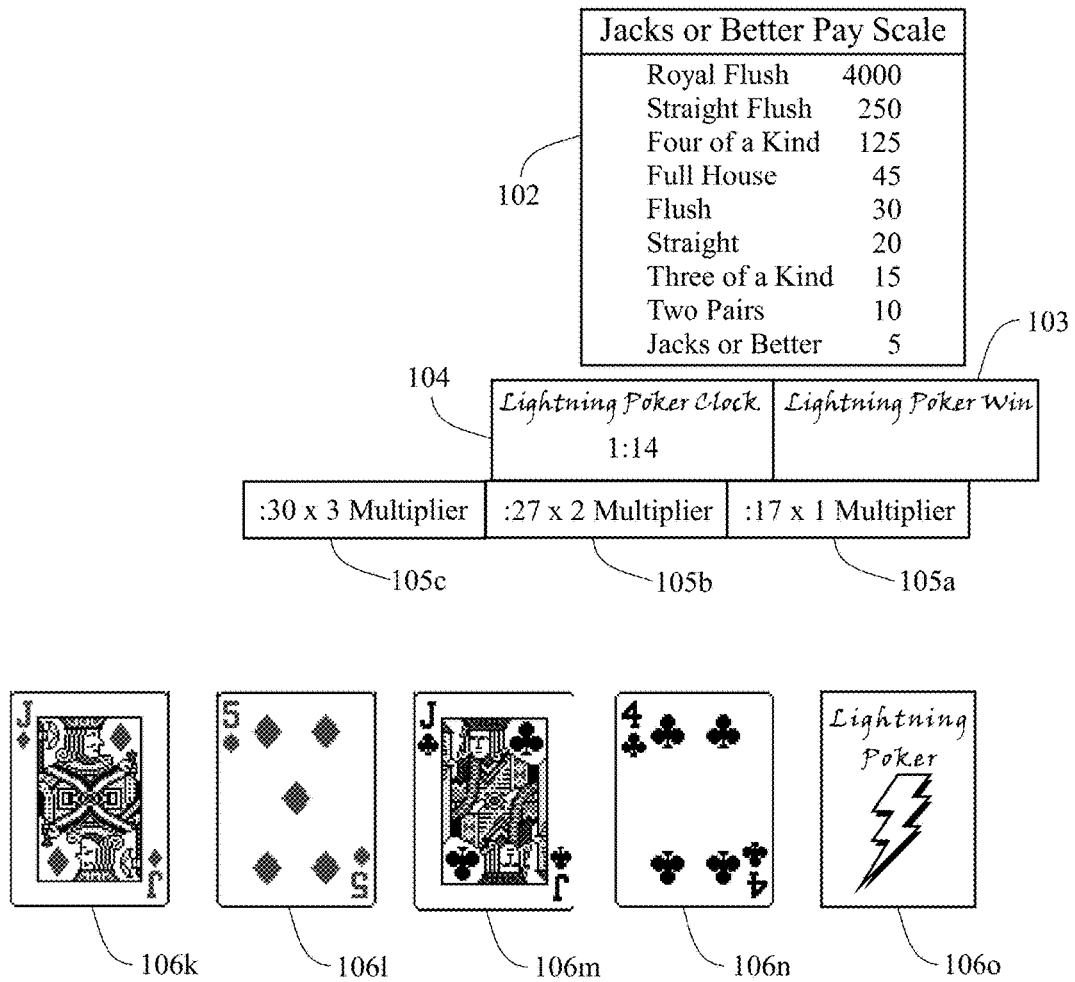 Jacks or Better Pay Scale
Royal Flush 4000
Straight Flush 250
Four of a Kind 125
Full House 45
Flush 30
Straight 20
Three of a Kind 15
Two Pairs 10
Jacks or Better 5
102
103
104
Lightning Poker Clock Lightning Poker Win
1:14
:30 x 3 Multiplier :27 x 2 Multiplier :17 x 1 Multiplier
105c 105b 105a
J 5 J 4 Lightning
Poker
J 5 J 4
106k 106l 106m 106n 106o